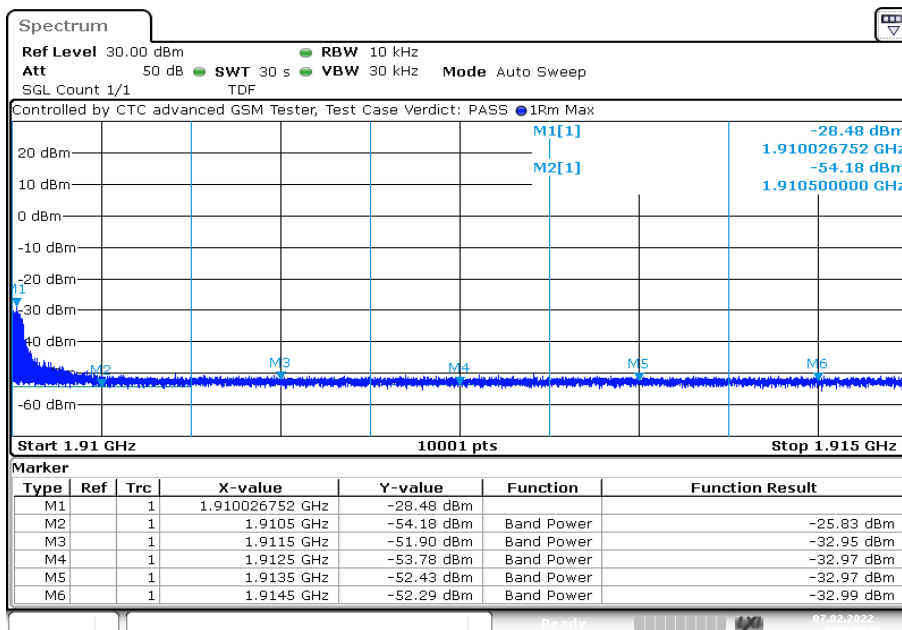 Spectrum
Ref Level 30.00 dBm RBW 10 kHz
Att 50 dB SWT 30 s VBW 30 kHz Mode Auto Sweep
SGL Count 1/1 TDF
Controlled by CTC advanced GSM Tester, Test Case Verdict: PASS 1Rm Max
M1[1] -28.48 dBm
1.910026752 GHz
M2[1] -54.18 dBm
1.910500000 GHz
20 dBm
10 dBm
0 dBm
-10 dBm
-20 dBm
M1
-30 dBm
-40 dBm
M2 M3 M4 M5 M6
-60 dBm
Start 1.91 GHz 10001 pts Stop 1.915 GHz
Marker
Type Ref Trc X-value Y-value Function Function Result
M1 1 1.910026752 GHz -28.48 dBm
M2 1 1.9105 GHz -54.18 dBm Band Power -25.83 dBm
M3 1 1.9115 GHz -51.90 dBm Band Power -32.95 dBm
M4 1 1.9125 GHz -53.78 dBm Band Power -32.97 dBm
M5 1 1.9135 GHz -52.43 dBm Band Power -32.97 dBm
M6 1 1.9145 GHz -52.29 dBm Band Power -32.99 dBm
Ready LXI 07.02.2022